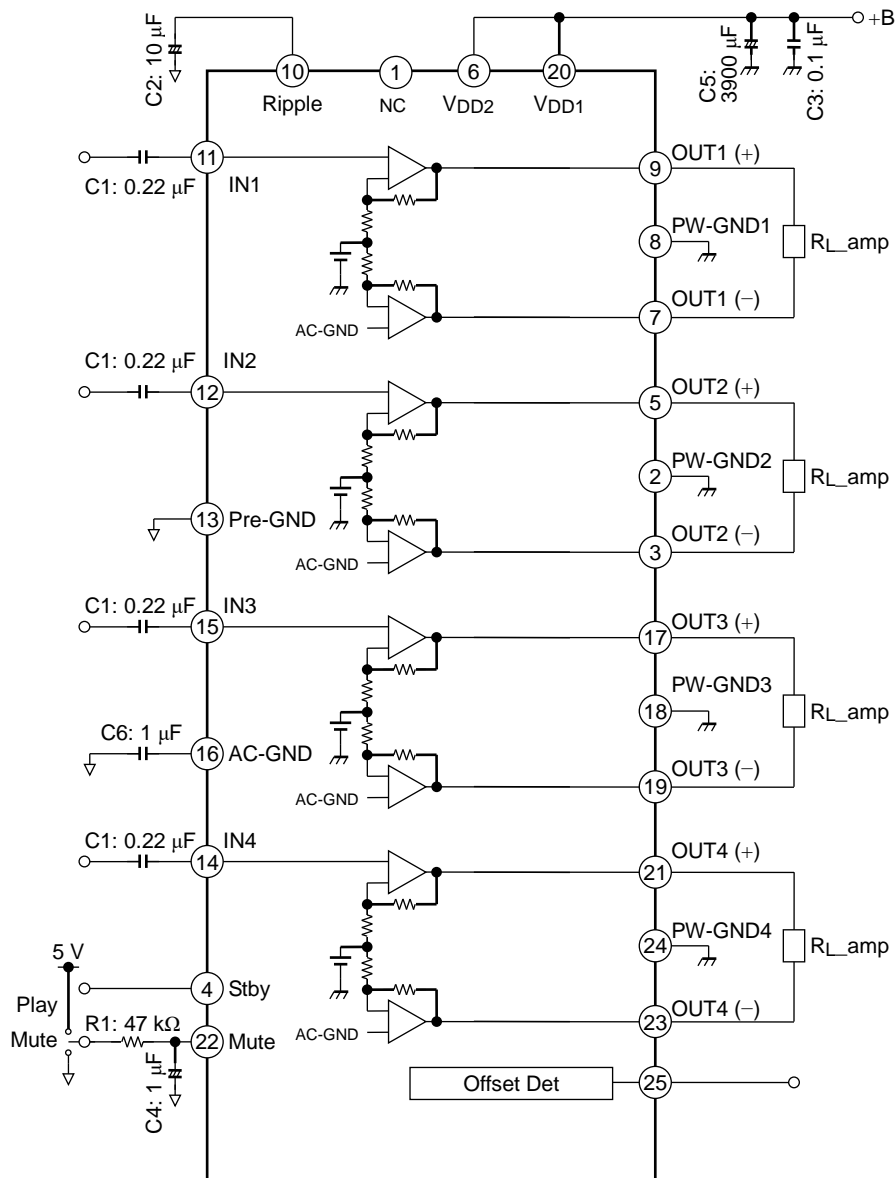 +B
C2: 10 µF
C5: 3900 µF
C3: 0.1 µF
10
1
6
20
Ripple
NC
VDD2
VDD1
11
C1: 0.22 µF
IN1
9
OUT1 (+)
8
PW-GND1
RL_amp
AC-GND
7
OUT1 (−)
C1: 0.22 µF
IN2
12
5
OUT2 (+)
2
PW-GND2
RL_amp
13
Pre-GND
AC-GND
3
OUT2 (−)
C1: 0.22 µF
IN3
15
17
OUT3 (+)
18
PW-GND3
RL_amp
C6: 1 µF
16
AC-GND
AC-GND
19
OUT3 (−)
C1: 0.22 µF
IN4
14
21
OUT4 (+)
24
PW-GND4
RL_amp
5 V
Play
4
Stby
Mute
R1: 47 kΩ
22
Mute
C4: 1 µF
AC-GND
23
OUT4 (−)
Offset Det
25